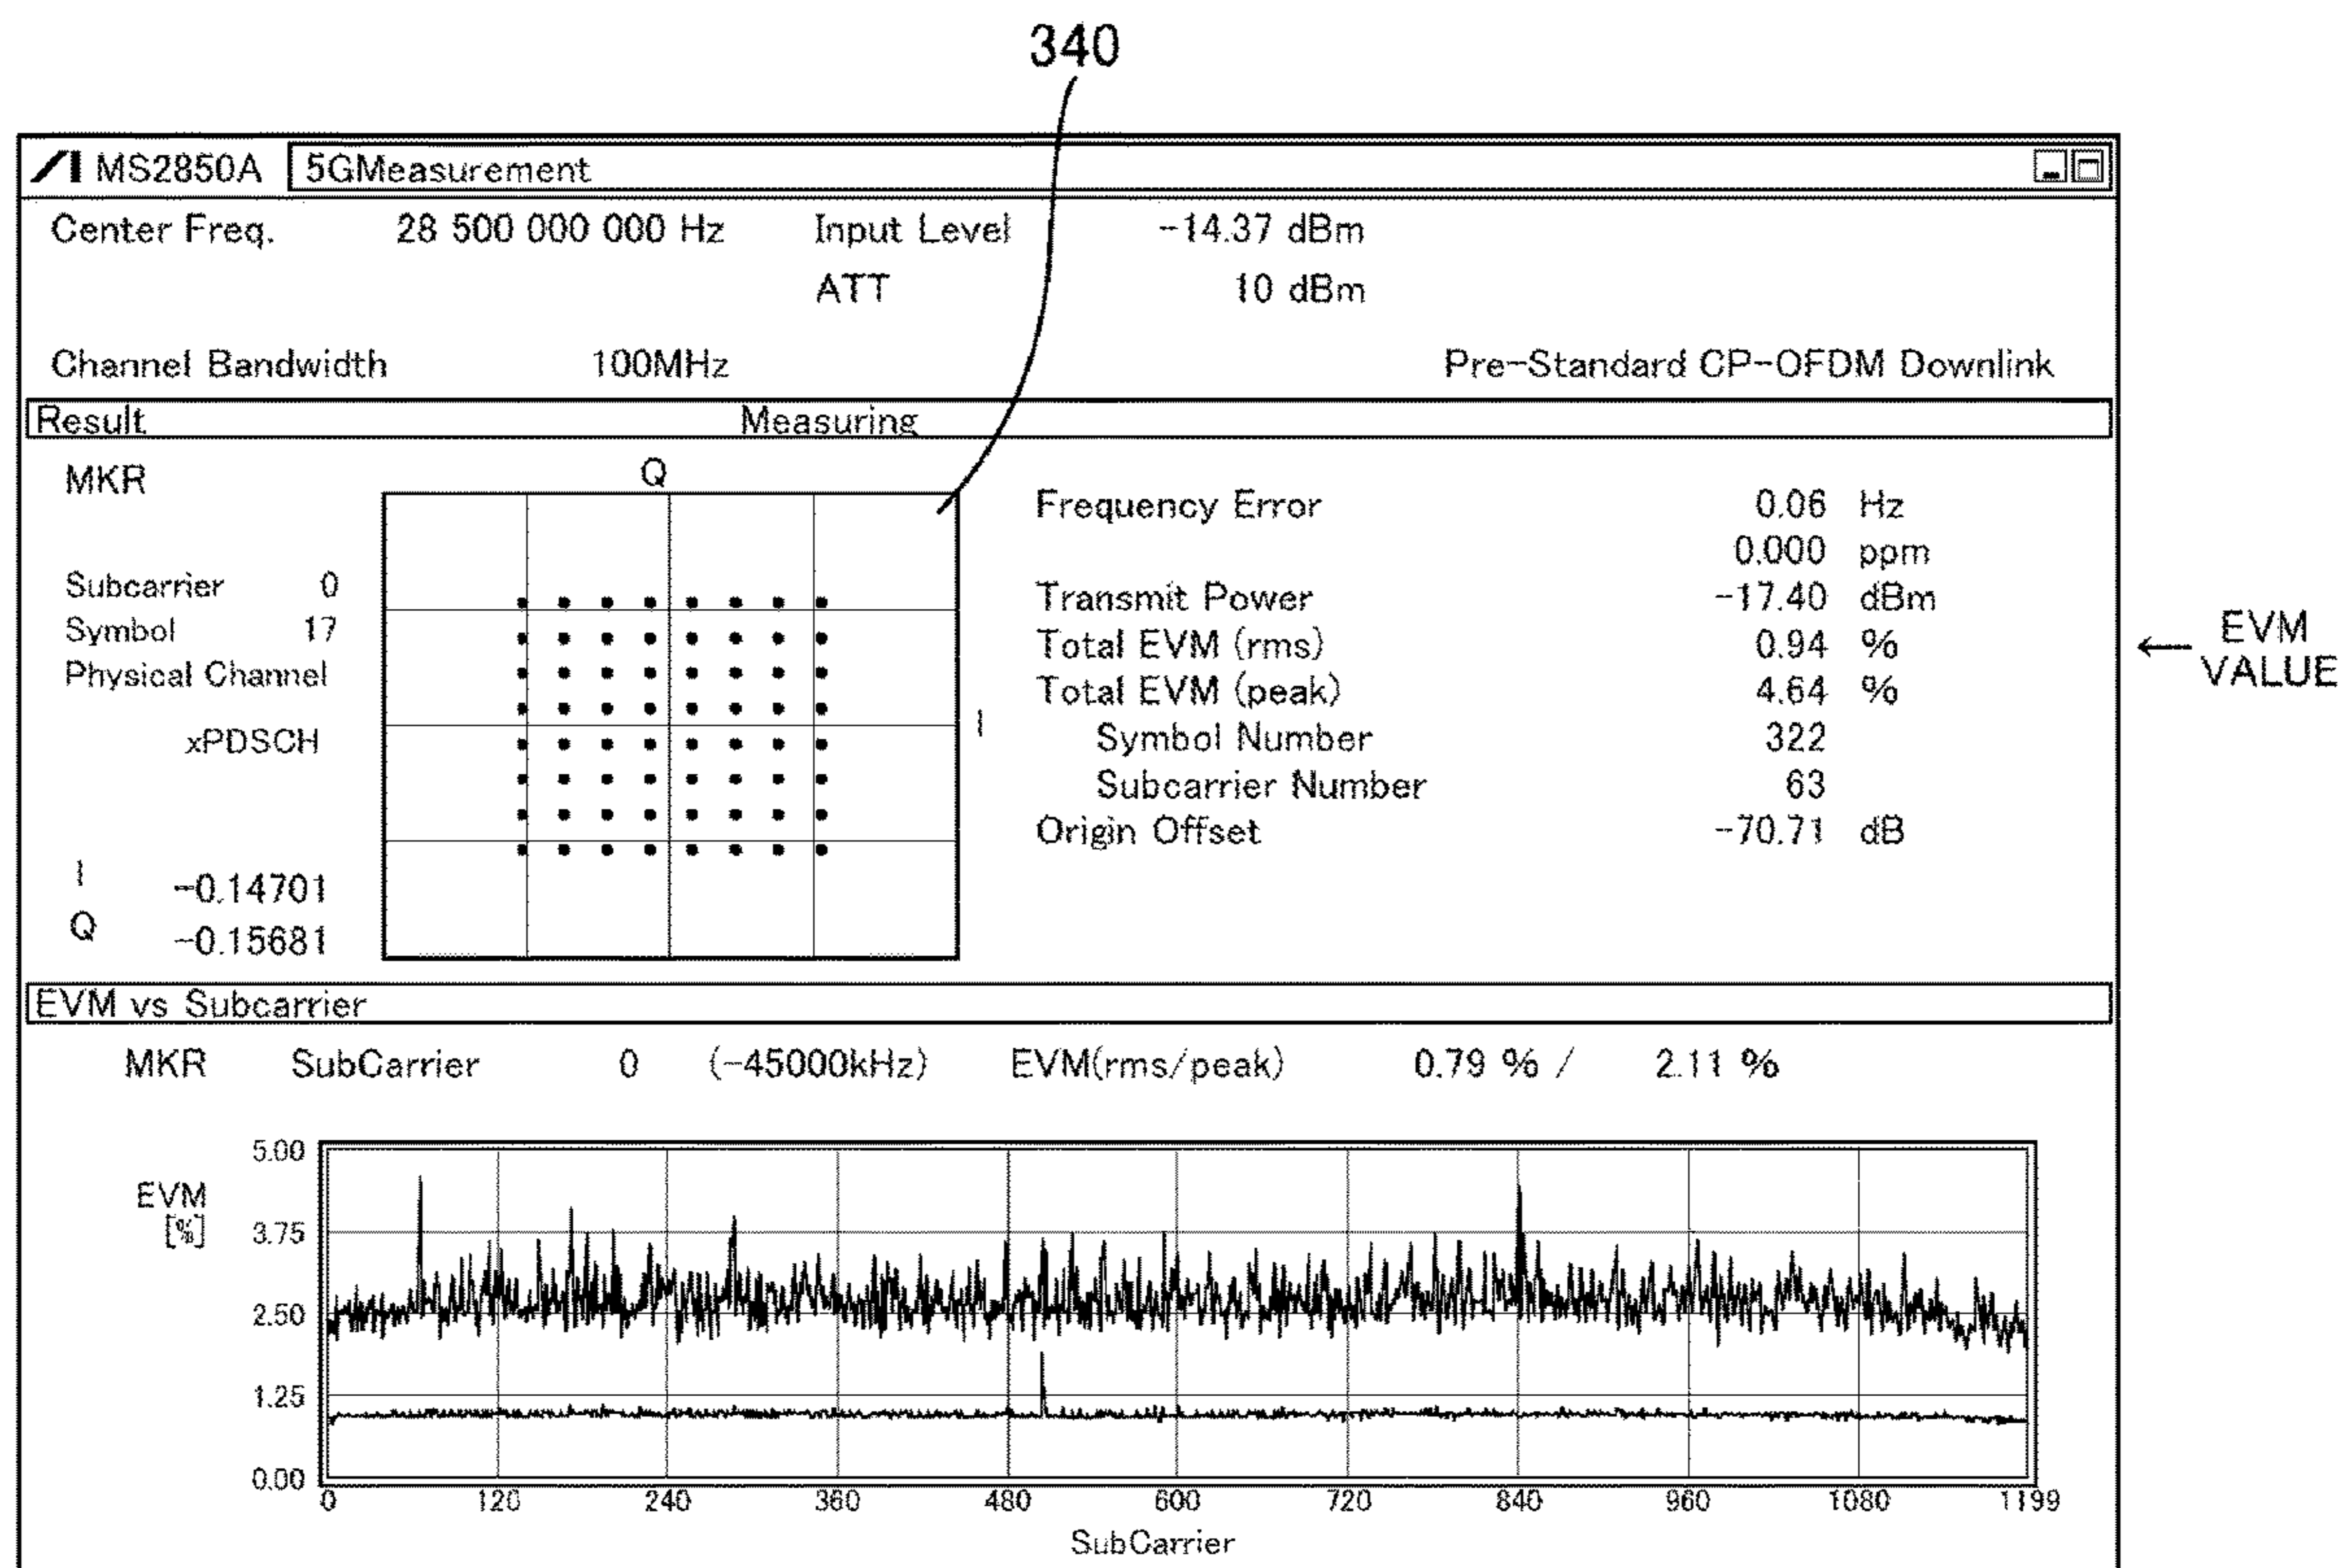 340
MS2850A 5GMeasurement
Center Freq. 28 500 000 000 Hz Input Level -14.37 dBm
ATT 10 dBm
Channel Bandwidth 100MHz Pre-Standard CP-OFDM Downlink
Result Measuring
MKR
Q
Subcarrier 0
Symbol 17
Physical Channel
xPDSCH
I -0.14701
Q -0.15681
I
Frequency Error 0.06 Hz
0.000 ppm
Transmit Power -17.40 dBm
Total EVM (rms) 0.94 %
Total EVM (peak) 4.64 %
Symbol Number 322
Subcarrier Number 63
Origin Offset -70.71 dB
← EVM
VALUE
EVM vs Subcarrier
MKR SubCarrier 0 (-45000kHz) EVM(rms/peak) 0.79 % / 2.11 %
EVM
[%]
5.00
3.75
2.50
1.25
0.00
0 120 240 360 480 600 720 840 960 1080 1199
SubCarrier